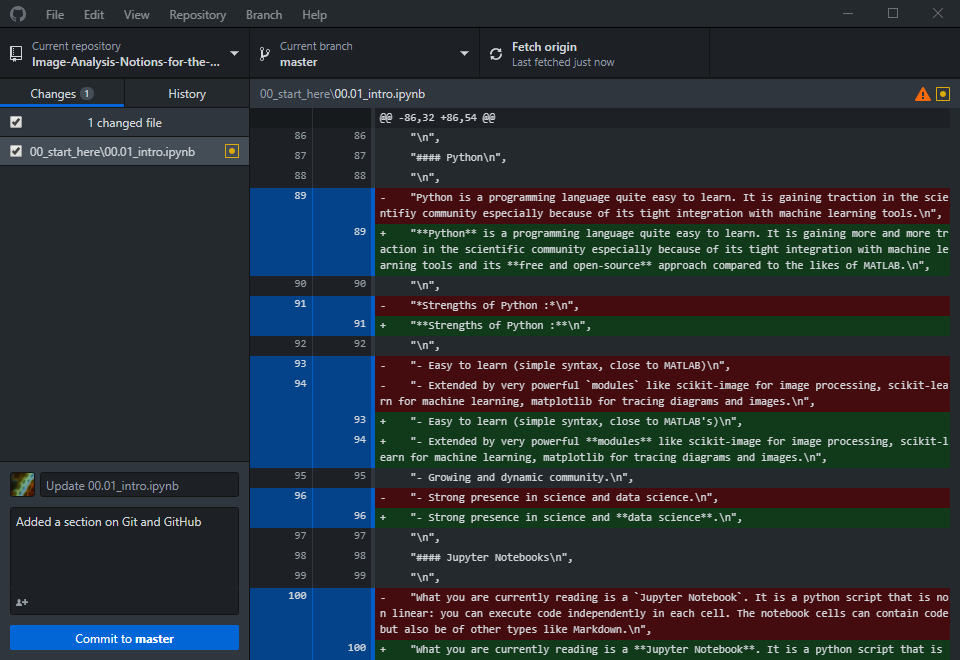 File Edit View Repository Branch Help
Current repository
Image-Analysis-Notions-for-the-...
Current branch
master
Fetch origin
Last fetched just now
Changes 1 History
1 changed file
00_start_here\00.01_intro.ipynb
Update 00.01_intro.ipynb
Added a section on Git and GitHub
Commit to master
00_start_here\00.01_intro.ipynb
@@ -86,32 +86,54 @@
86 86 "\n",
87 87 "#### Python\n",
88 88 "\n",
89 - "Python is a programming language quite easy to learn. It is gaining traction in the scie
ntifiy community especially because of its tight integration with machine learning tools.\n",
89 + "**Python** is a programming language quite easy to learn. It is gaining more and more tr
action in the scientific community especially because of its tight integration with machine le
arning tools and its **free and open-source** approach compared to the likes of MATLAB.\n",
90 90 "\n",
91 - "*Strengths of Python :*\n",
91 + "**Strengths of Python :**\n",
92 92 "\n",
93 - "- Easy to learn (simple syntax, close to MATLAB)\n",
94 - "- Extended by very powerful `modules` like scikit-image for image processing, scikit-lea
rn for machine learning, matplotlib for tracing diagrams and images.\n",
93 + "- Easy to learn (simple syntax, close to MATLAB's)\n",
94 + "- Extended by very powerful **modules** like scikit-image for image processing, scikit-l
earn for machine learning, matplotlib for tracing diagrams and images.\n",
95 95 "- Growing and dynamic community.\n",
96 - "- Strong presence in science and data science.\n",
96 + "- Strong presence in science and **data science**.\n",
97 97 "\n",
98 98 "#### Jupyter Notebooks\n",
99 99 "\n",
100 - "What you are currently reading is a `Jupyter Notebook`. It is a python script that is no
n linear: you can execute code independently in each cell. The notebook cells can contain code
but also be of other types like Markdown.\n",
100 + "What you are currently reading is a **Jupyter Notebook**. It is a python script that is